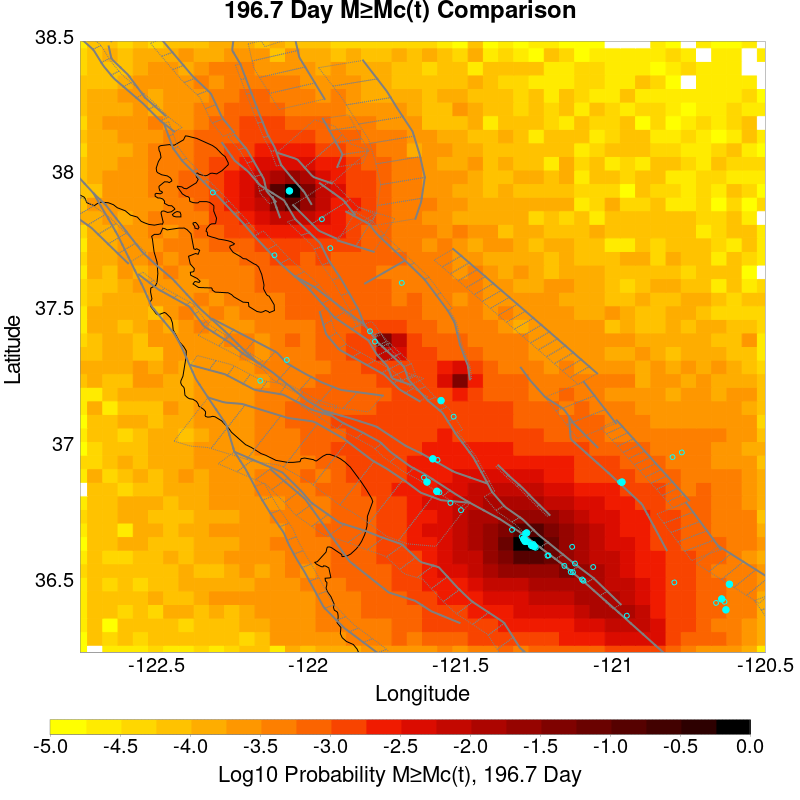 196.7 Day M≥Mc(t) Comparison
38.5
38
37.5
37
36.5
Latitude
-122.5 -122 -121.5 -121 -120.5
Longitude
-5.0 -4.5 -4.0 -3.5 -3.0 -2.5 -2.0 -1.5 -1.0 -0.5 0.0
Log10 Probability M≥Mc(t), 196.7 Day